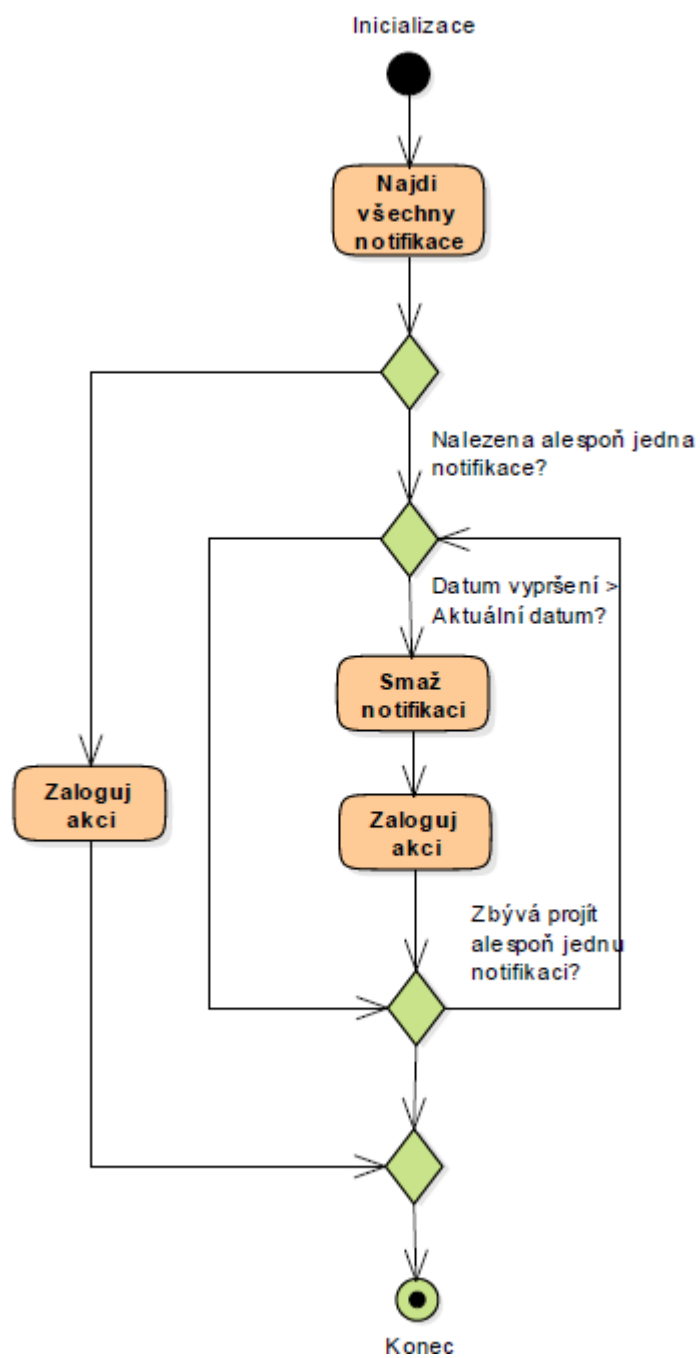 Inicializace
Najdi
všechny
notifikace
Nalezena alespoň jedna
notifikace?
Datum vypršení >
Aktuální datum?
Smaž
notifikaci
Zaloguj
akci
Zaloguj
akci
Zbývá projít
alespoň jednu
notifikaci?
Konec